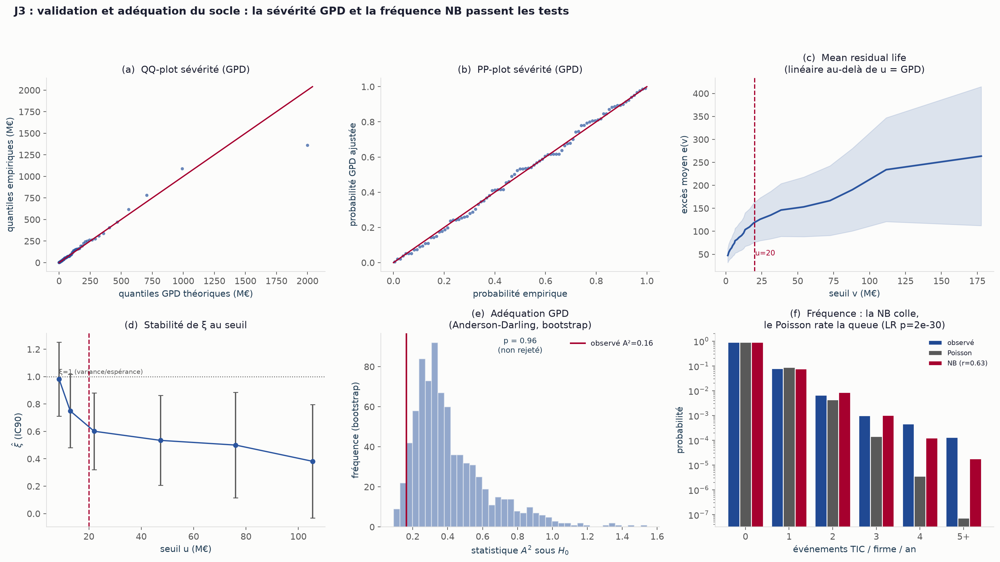 J3 : validation et adéquation du socle : la sévérité GPD et la fréquence NB passent les tests
(a) QQ-plot sévérité (GPD)
quantiles empiriques (M€)
2000
1750
1500
1250
1000
750
500
250
0
0 250 500 750 1000 1250 1500 1750 2000
quantiles GPD théoriques (M€)
(b) PP-plot sévérité (GPD)
probabilité GPD ajustée
1.0
0.8
0.6
0.4
0.2
0.0
0.0 0.2 0.4 0.6 0.8 1.0
probabilité empirique
(c) Mean residual life
(linéaire au-delà de u = GPD)
excès moyen e(v)
400
350
300
250
200
150
100
50
u=20
0 25 50 75 100 125 150 175
seuil v (M€)
(d) Stabilité de ξ au seuil
ξ̂ (IC90)
1.2
1.0
0.8
0.6
0.4
0.2
0.0
ξ=1 (variance/espérance)
20 40 60 80 100
seuil u (M€)
(e) Adéquation GPD
(Anderson-Darling, bootstrap)
fréquence (bootstrap)
80
60
40
20
0
p = 0.96
(non rejeté)
observé A²=0.16
0.2 0.4 0.6 0.8 1.0 1.2 1.4 1.6
statistique A² sous H₀
(f) Fréquence : la NB colle,
le Poisson rate la queue (LR p=2e-30)
probabilité
10⁰
10⁻¹
10⁻²
10⁻³
10⁻⁴
10⁻⁵
10⁻⁶
10⁻⁷
observé
Poisson
NB (r=0.63)
0 1 2 3 4 5+
événements TIC / firme / an